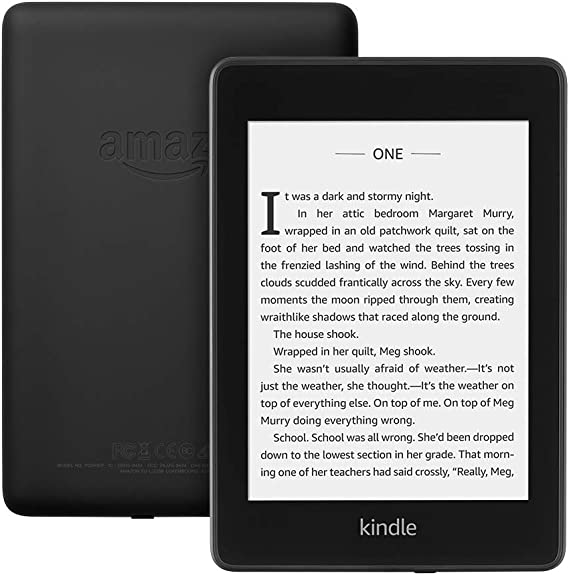 amaz
ONE
It was a dark and stormy night.
In her attic bedroom Margaret Murry,
wrapped in an old patchwork quilt, sat on the
foot of her bed and watched the trees tossing in
the frenzied lashing of the wind. Behind the trees
clouds scudded frantically across the sky. Every few
moments the moon ripped through them, creating
wraithlike shadows that raced along the ground.
The house shook.
Wrapped in her quilt, Meg shook.
She wasn't usually afraid of weather.—It's not
just the weather, she thought.—It's the weather on
top of everything else. On top of me. On top of Meg
Murry doing everything wrong.
School. School was all wrong. She'd been dropped
down to the lowest section in her grade. That morn-
ing one of her teachers had said crossly, “Really, Meg,
kindle